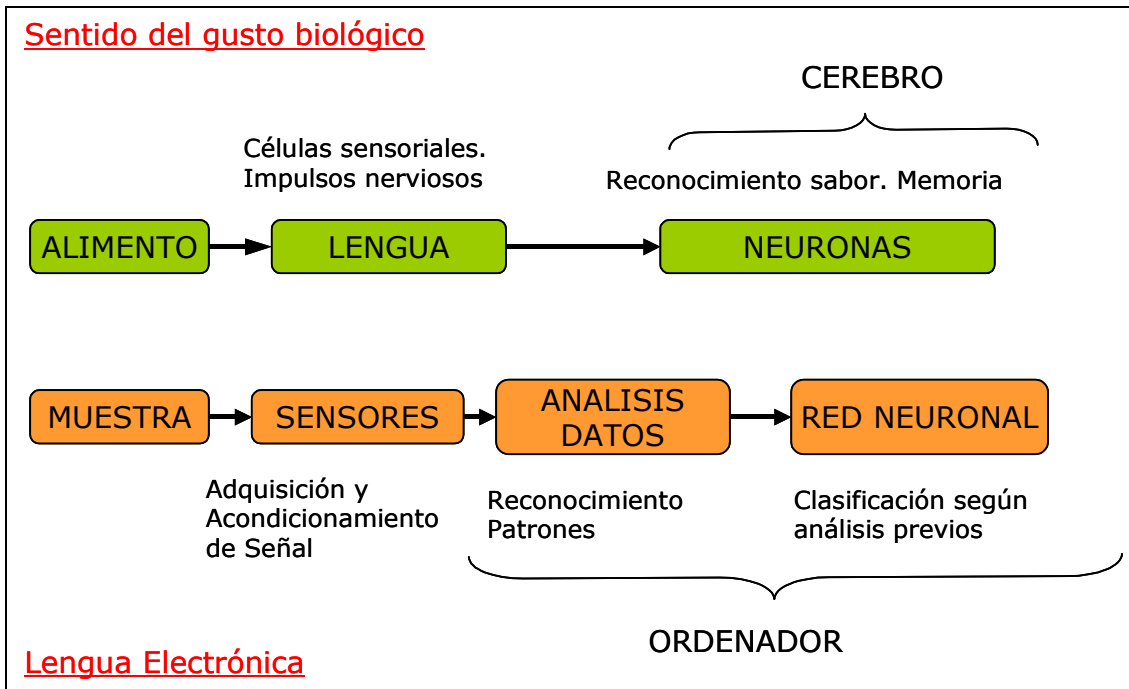 Sentido del gusto biológico
CEREBRO
Células sensoriales.
Impulsos nerviosos
Reconocimiento sabor. Memoria
ALIMENTO
LENGUA
NEURONAS
MUESTRA
SENSORES
ANALISIS
DATOS
RED NEURONAL
Adquisición y
Acondicionamiento
de Señal
Reconocimiento
Patrones
Clasificación según
análisis previos
ORDENADOR
Lengua Electrónica